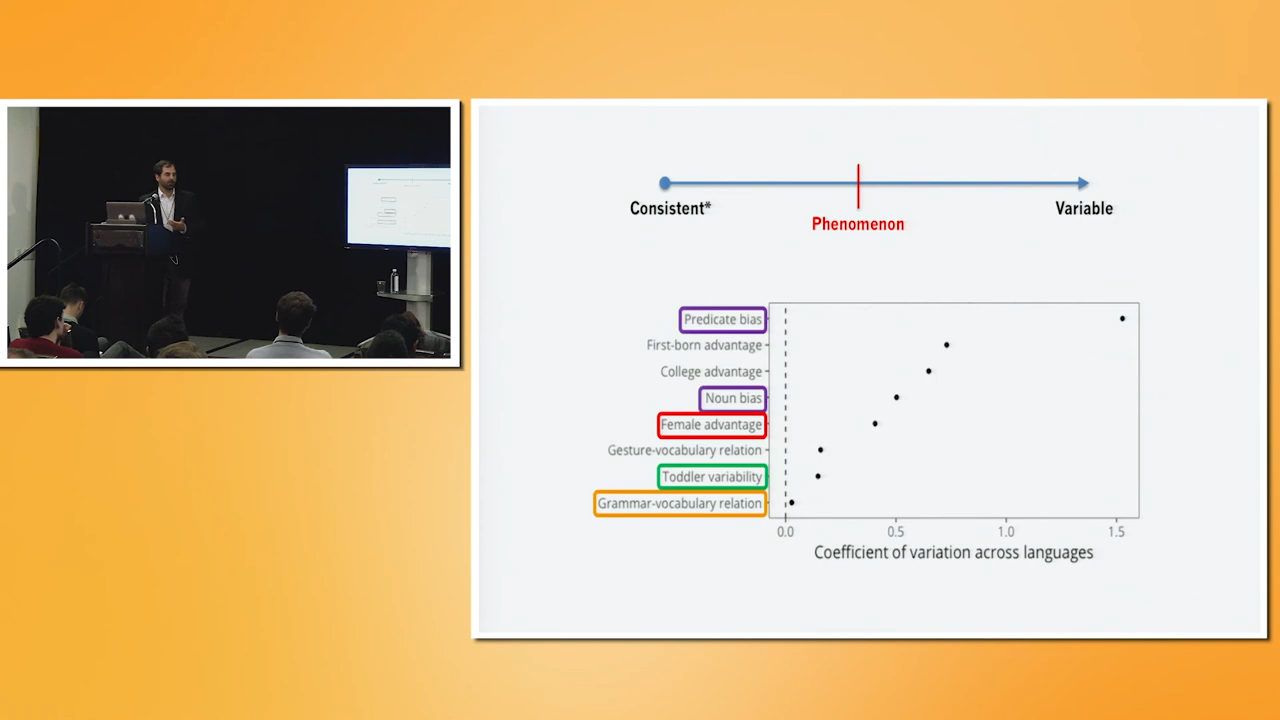 Consistent*
Phenomenon
Variable
Predicate bias
First-born advantage
College advantage
Noun bias
Female advantage
Gesture-vocabulary relation
Toddler variability
Grammar-vocabulary relation
0.0 0.5 1.0 1.5
Coefficient of variation across languages